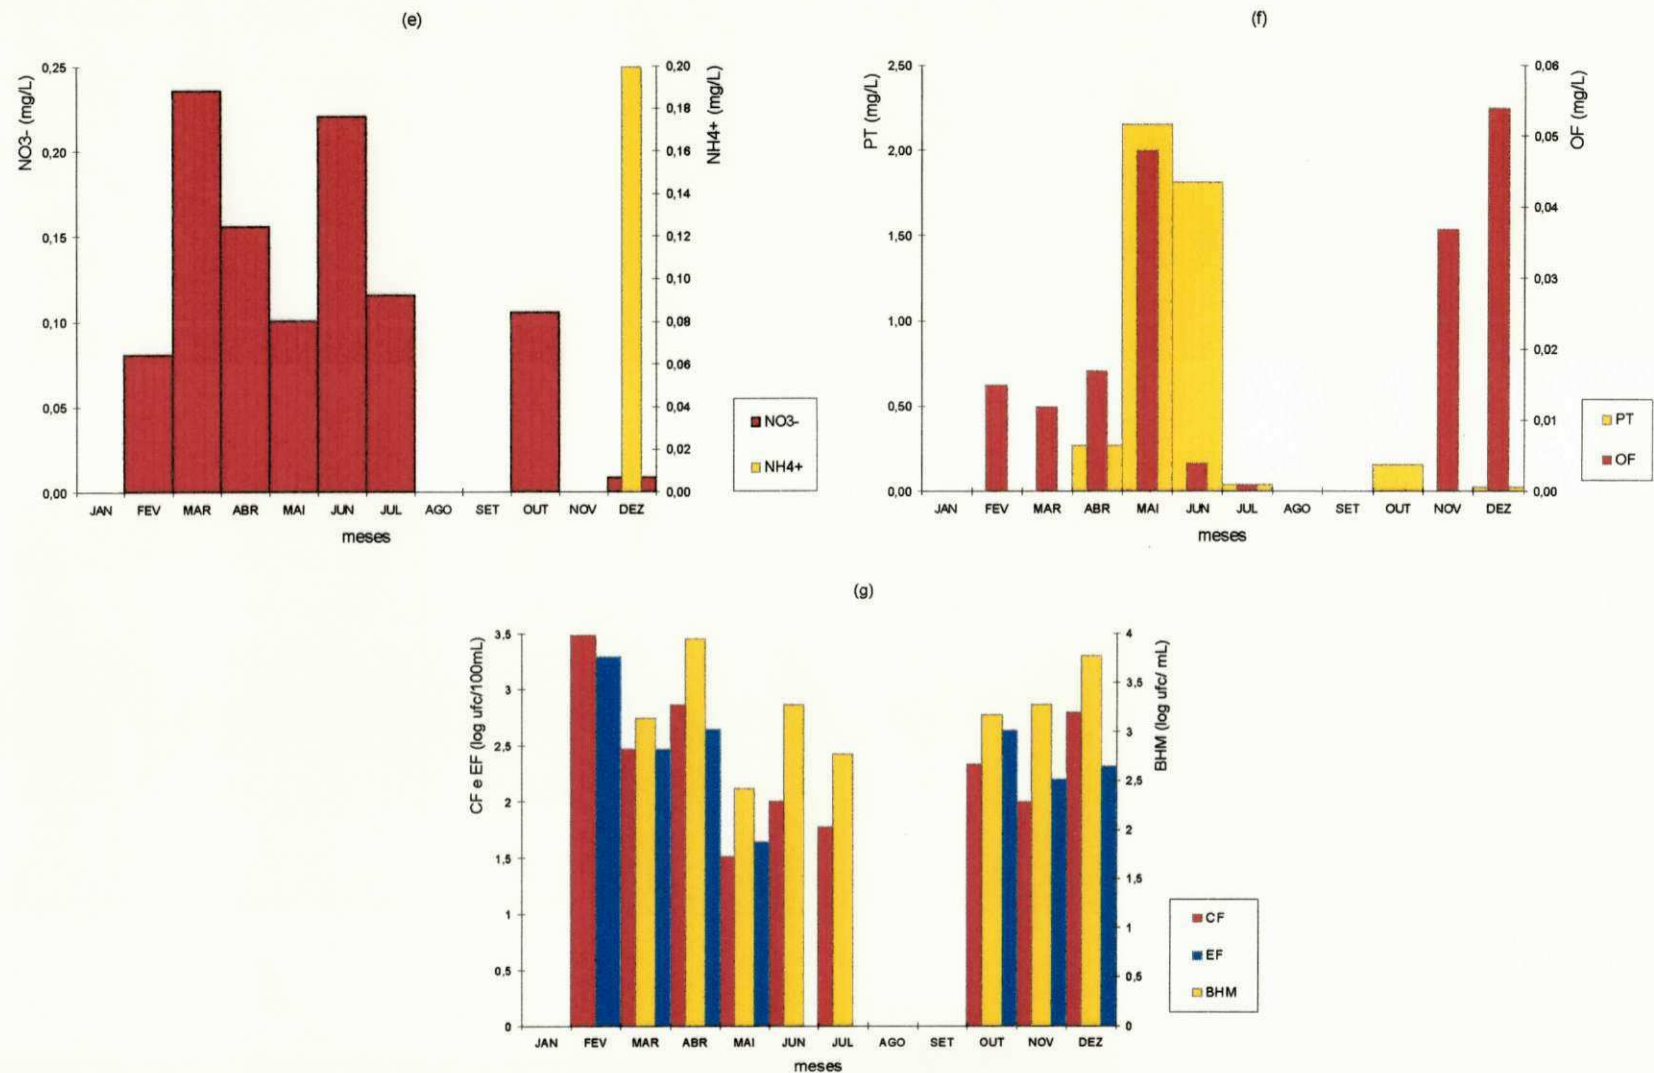 (e)
NO3- (mg/L)
0,25
0,20
0,15
0,10
0,05
0,00
NH4+ (mg/L)
0,20
0,18
0,16
0,14
0,12
0,10
0,08
0,06
0,04
0,02
0,00
JAN FEV MAR ABR MAI JUN JUL AGO SET OUT NOV DEZ
meses
NO3-
NH4+
(f)
PT (mg/L)
2,50
2,00
1,50
1,00
0,50
0,00
OF (mg/L)
0,06
0,05
0,04
0,03
0,02
0,01
0,00
JAN FEV MAR ABR MAI JUN JUL AGO SET OUT NOV DEZ
meses
PT
OF
(g)
CF e EF (log ufc/100mL)
3,5
3
2,5
2
1,5
1
0,5
0
BHM (log ufc/ mL)
4
3,5
3
2,5
2
1,5
1
0,5
0
JAN FEV MAR ABR MAI JUN JUL AGO SET OUT NOV DEZ
meses
CF
EF
BHM